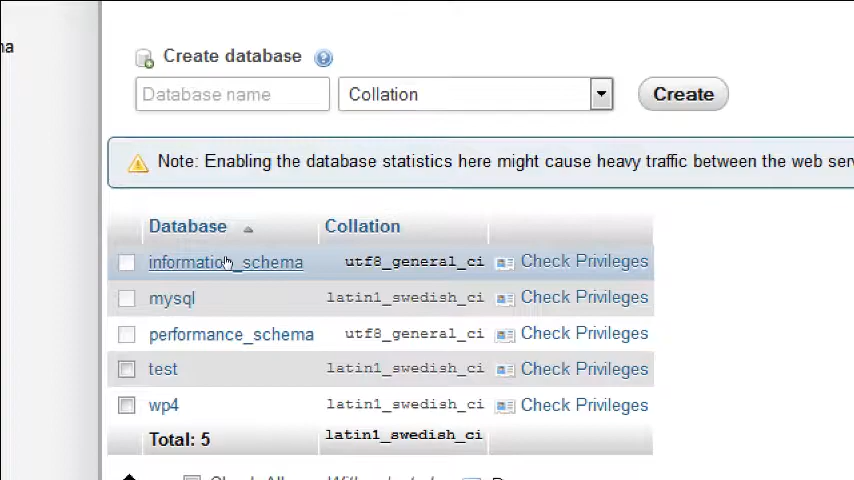 na
Create database
Database name Collation Create
Note: Enabling the database statistics here might cause heavy traffic between the web serv
Database Collation
information_schema utf8_general_ci Check Privileges
mysql latin1_swedish_ci Check Privileges
performance_schema utf8_general_ci Check Privileges
test latin1_swedish_ci Check Privileges
wp4 latin1_swedish_ci Check Privileges
Total: 5 latin1_swedish_ci